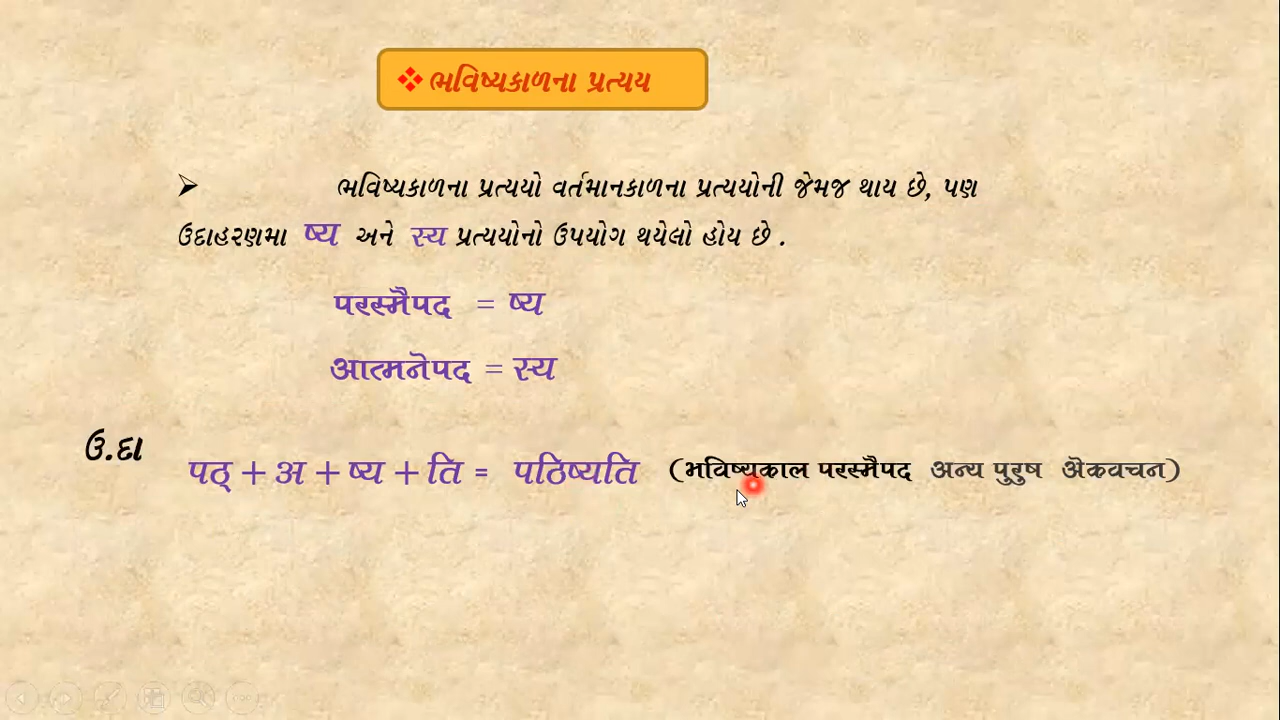 ❖ ભવિષ્યકાળના પ્રત્યય
➢ ભવિષ્યકાળના પ્રત્યયો વર્તમાનકાળના પ્રત્યયોની જેમજ થાય છે, પણ
ઉદાહરણમા ष्य અને स्य પ્રત્યયોનો ઉપયોગ થયેલો હોય છે .
परस्मैपद = ष्य
आत्मनेपद = स्य
ઉ.દા
पठ् + अ + ष्य + ति = पठिष्यति (भविष्यकाल परस्मैपद अन्य पुरुष ऎकवचन)